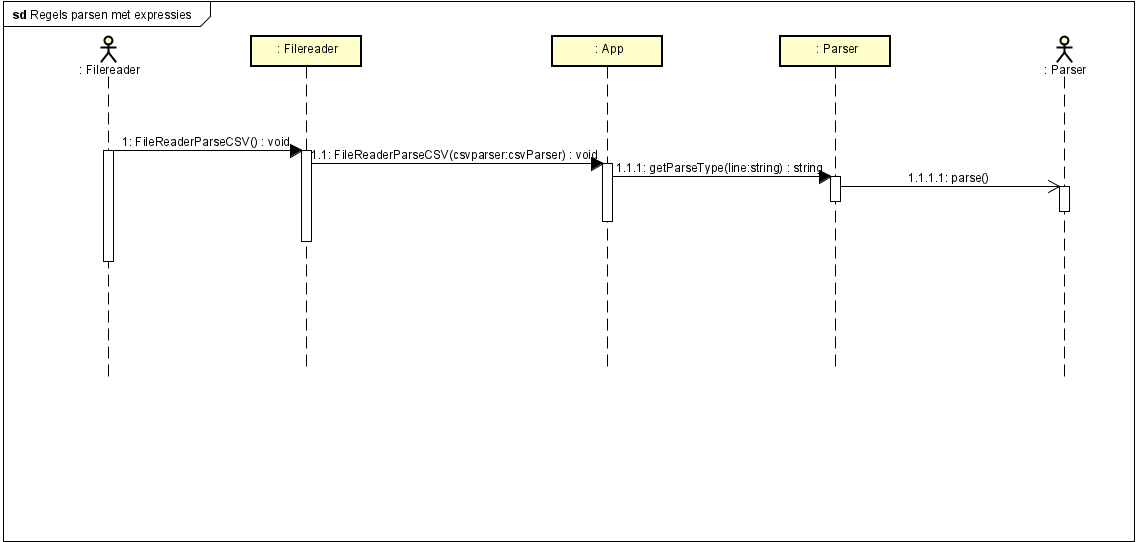 sd Regels parsen met expressies
: Filereader
: Filereader
: App
: Parser
: Parser
1: FileReaderParseCSV() : void
1.1: FileReaderParseCSV(csvparser:csvParser) : void
1.1.1: getParseType(line:string) : string
1.1.1.1: parse()